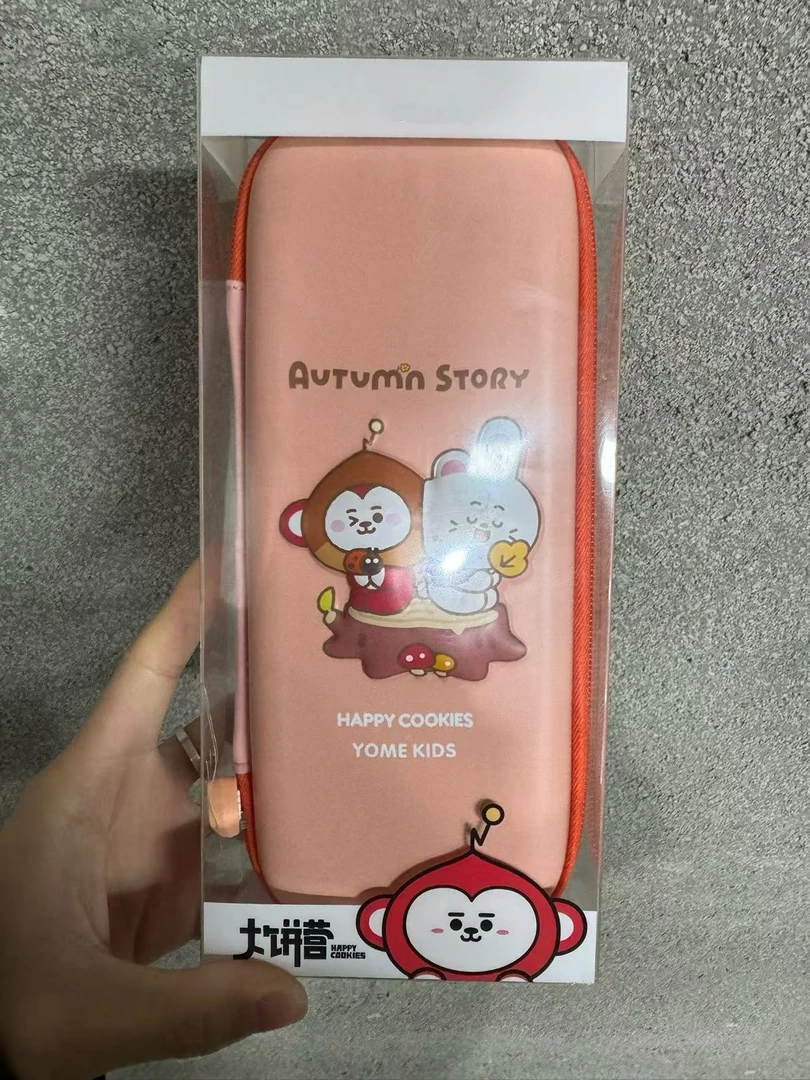 AUTUMN STORY
HAPPY COOKIES
YOME KIDS
大饼营
HAPPY
COOKIES